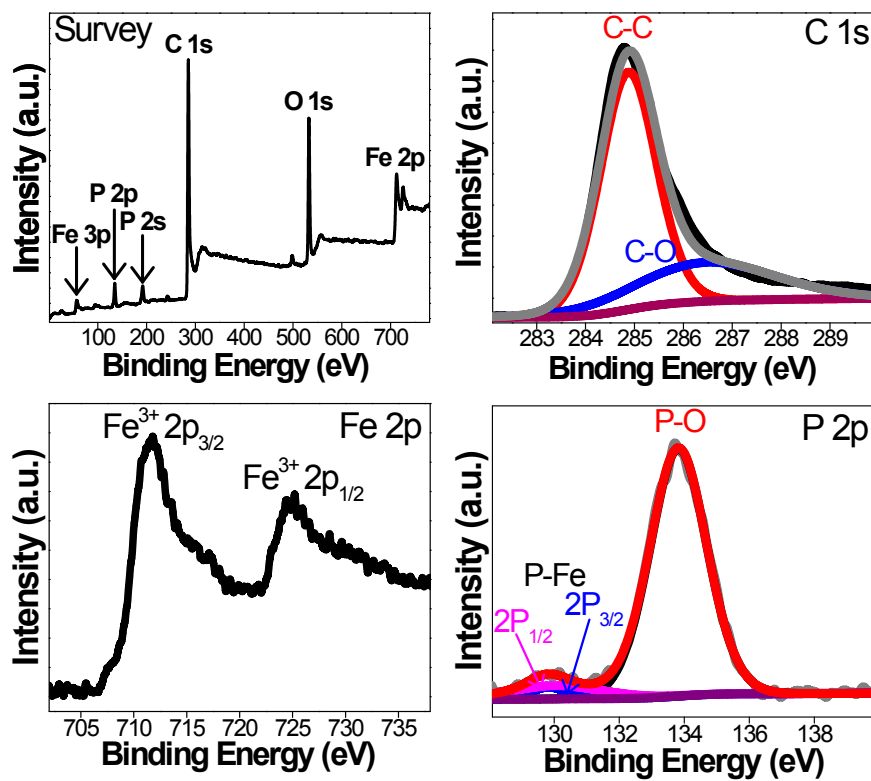 Survey
C 1s
O 1s
Fe 2p
P 2p
P 2s
Fe 3p
Intensity (a.u.)
100 200 300 400 500 600 700
Binding Energy (eV)
C-C
C 1s
C-O
Intensity (a.u.)
283 284 285 286 287 288 289
Binding Energy (eV)
Fe³⁺ 2p₃/₂
Fe 2p
Fe³⁺ 2p₁/₂
Intensity (a.u.)
705 710 715 720 725 730 735
Binding Energy (eV)
P-O
P 2p
P-Fe
2P₃/₂
2P₁/₂
Intensity (a.u.)
130 132 134 136 138
Binding Energy (eV)